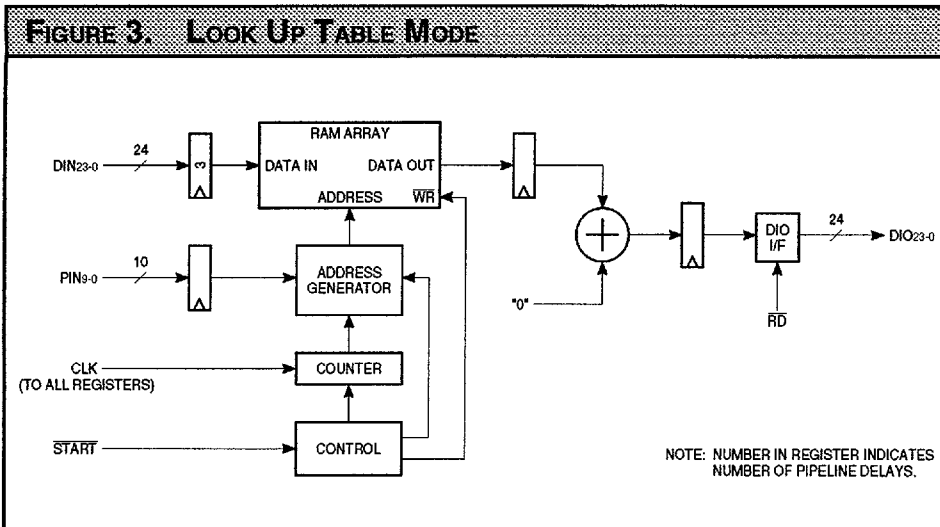 FIGURE 3. LOOK UP TABLE MODE
RAM ARRAY
DIN23-0
24
3
DATA IN
DATA OUT
ADDRESS
WR
PIN9-0
10
ADDRESS
GENERATOR
"0"
DIO
I/F
24
DIO23-0
RD
CLK
(TO ALL REGISTERS)
COUNTER
START
CONTROL
NOTE: NUMBER IN REGISTER INDICATES
NUMBER OF PIPELINE DELAYS.